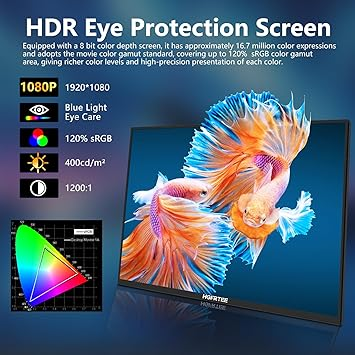 HDR Eye Protection Screen
Equipped with a 8 bit color depth screen, it has approximately 16.7 million color expressions
and adopts the movie color gamut standard, covering up to 120% sRGB color gamut
area, giving richer color levels and high-precision presentation of each color.
1080P 1920*1080
Blue Light
Eye Care
120% sRGB
400cd/m²
1200:1
HGFRTEE